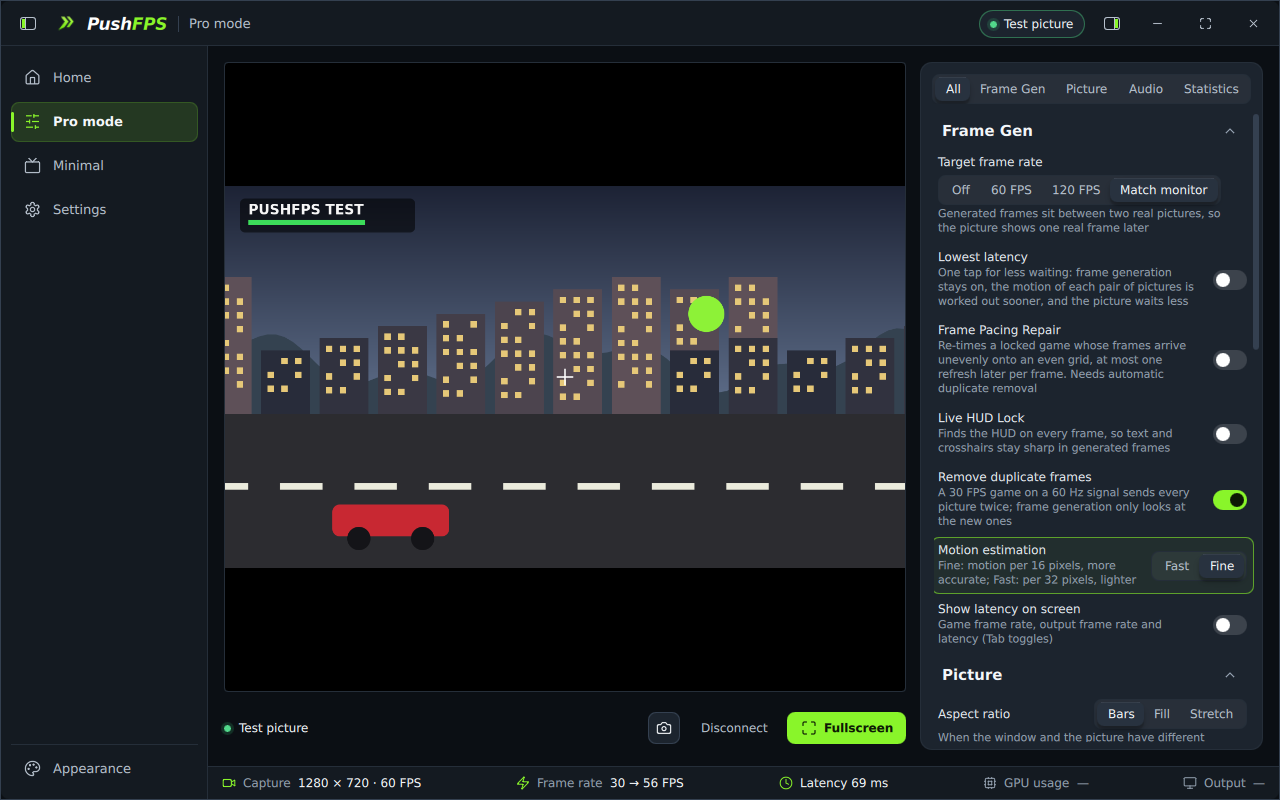 PushFPS
Pro mode
Test picture
Home
Pro mode
Minimal
Settings
Appearance
PUSHFPS TEST
Test picture
Disconnect
Fullscreen
All Frame Gen Picture Audio Statistics
Frame Gen
Target frame rate
Off 60 FPS 120 FPS Match monitor
Generated frames sit between two real pictures, so
the picture shows one real frame later
Lowest latency
One tap for less waiting: frame generation
stays on, the motion of each pair of pictures is
worked out sooner, and the picture waits less
Frame Pacing Repair
Re-times a locked game whose frames arrive
unevenly onto an even grid, at most one
refresh later per frame. Needs automatic
duplicate removal
Live HUD Lock
Finds the HUD on every frame, so text and
crosshairs stay sharp in generated frames
Remove duplicate frames
A 30 FPS game on a 60 Hz signal sends every
picture twice; frame generation only looks at
the new ones
Motion estimation
Fine: motion per 16 pixels, more
accurate; Fast: per 32 pixels, lighter
Fast Fine
Show latency on screen
Game frame rate, output frame rate and
latency (Tab toggles)
Picture
Aspect ratio
Bars Fill Stretch
When the window and the picture have different
Capture 1280 × 720 · 60 FPS
Frame rate 30 → 56 FPS
Latency 69 ms
GPU usage —
Output —